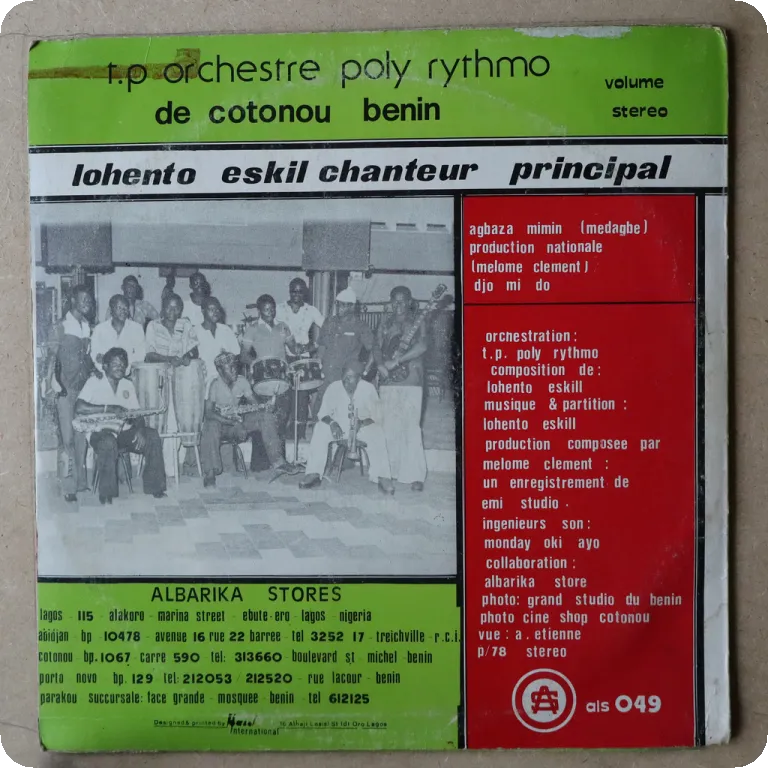 t.p orchestre poly rythmo
de cotonou benin
volume
stereo
lohento eskil chanteur principal
agbaza mimin (medagbe)
production nationale
(melome clement)
djo mi do
orchestration:
t.p. poly rythmo
composition de:
lohento eskill
musique & partition :
lohento eskill
production composee par
melome clement :
un enregistrement de
emi studio .
ingenieurs son:
monday oki ayo
collaboration:
albarika store
photo: grand studio du benin
photo cine shop cotonou
vue : a . etienne
p/78 stereo
als 049
ALBARIKA STORES
lagos - 115 - alakoro - marina street - ebute-ero - lagos - nigeria
abidjan - bp 10478 - avenue 16 rue 22 barree - tel 3252 17 - treichville - r.c.i.
cotonou - bp. 1067 - carre 590 tel: 313660 boulevard st michel - benin
porto novo bp. 129 tel: 212053 / 212520 - rue lacour - benin
parakou succursale: face grande - mosquee - benin - tel 612125
Designed & printed by
International